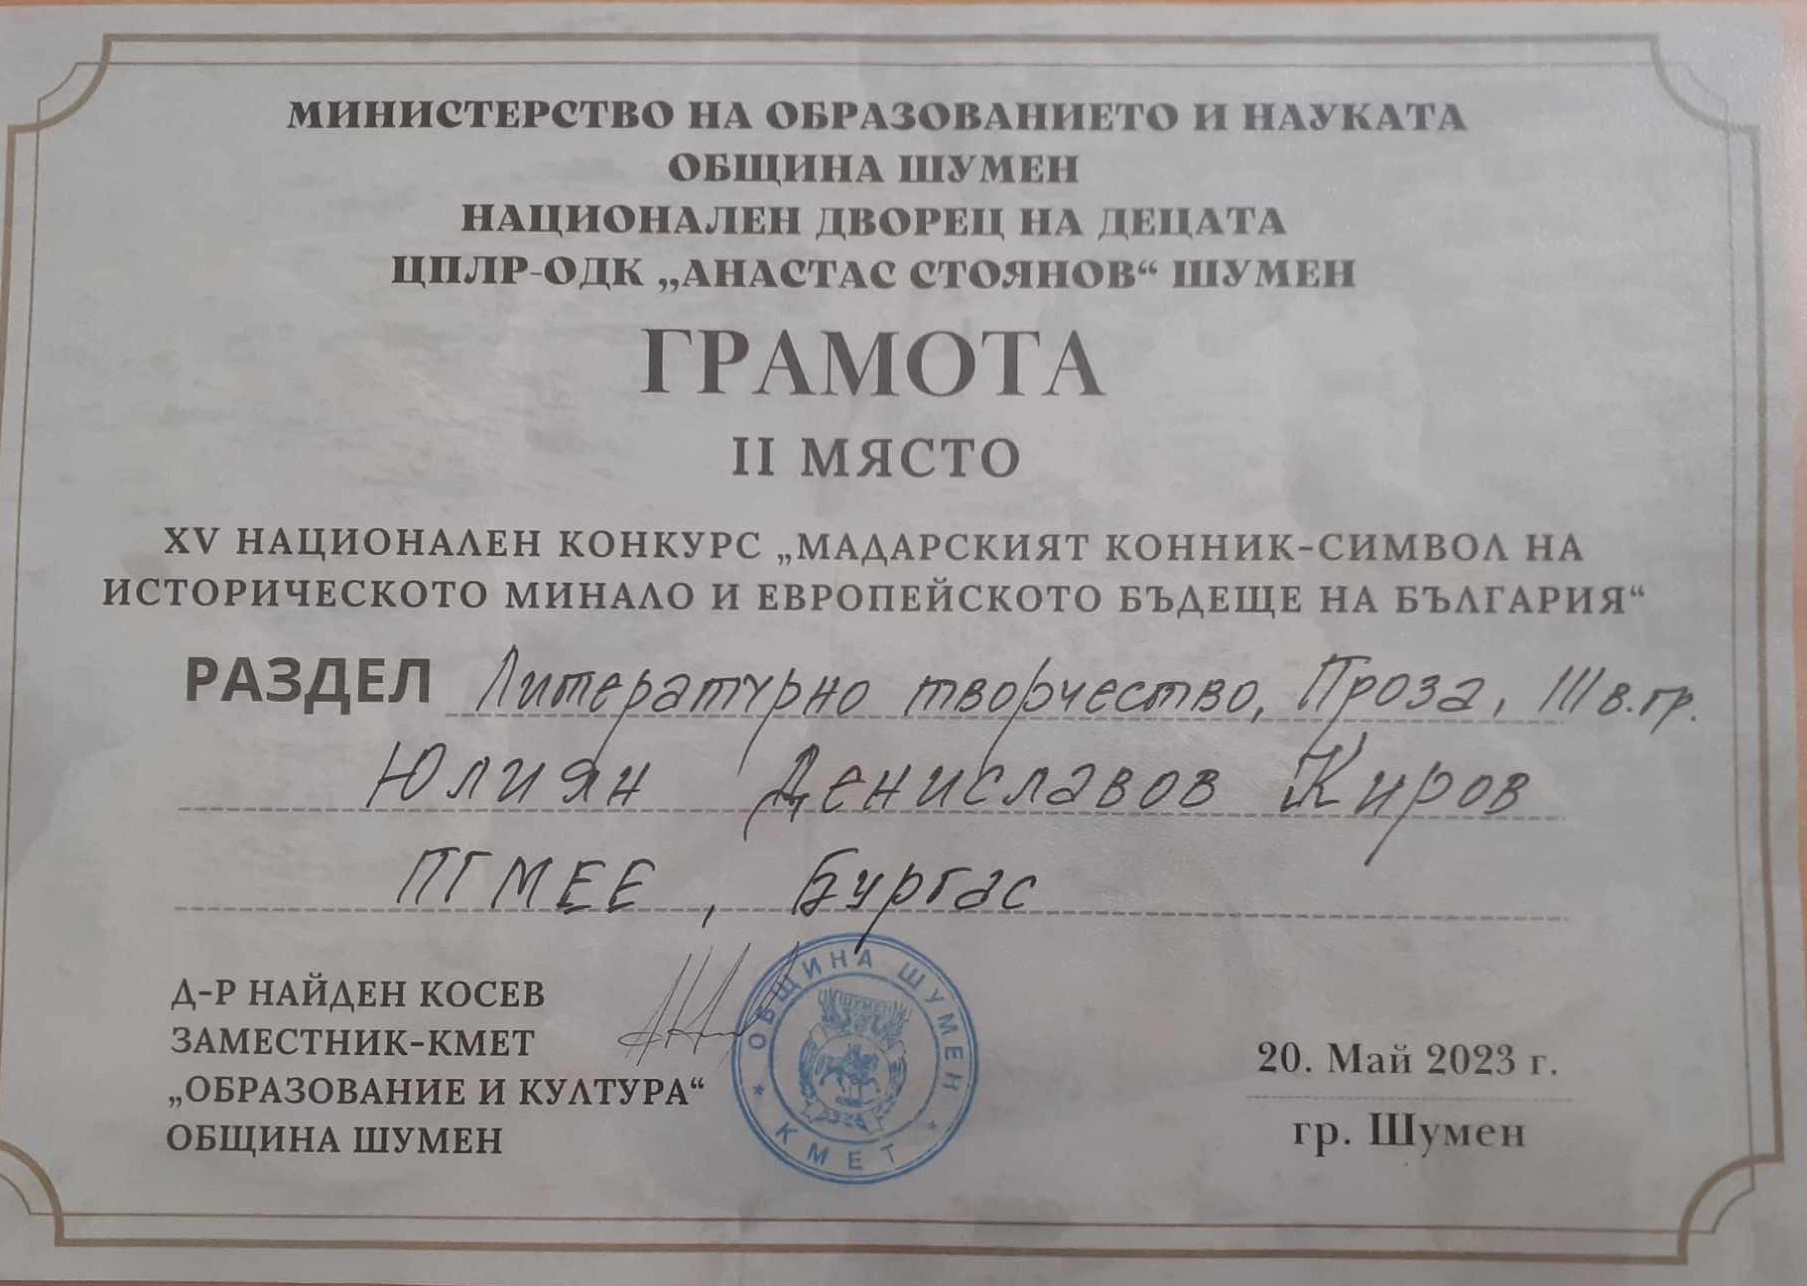 МИНИСТЕРСТВО НА ОБРАЗОВАНИЕТО И НАУКАТА
ОБЩИНА ШУМЕН
НАЦИОНАЛЕН ДВОРЕЦ НА ДЕЦАТА
ЦПЛР-ОДК „АНАСТАС СТОЯНОВ“ ШУМЕН
ГРАМОТА
II МЯСТО
XV НАЦИОНАЛЕН КОНКУРС „МАДАРСКИЯТ КОННИК-СИМВОЛ НА
ИСТОРИЧЕСКОТО МИНАЛО И ЕВРОПЕЙСКОТО БЪДЕЩЕ НА БЪЛГАРИЯ“
РАЗДЕЛ Литературно творчество, Проза, III в.гр.
Юлиян Дениславов Киров
ПГМЕЕ, Бургас
Д-Р НАЙДЕН КОСЕВ
ЗАМЕСТНИК-КМЕТ
„ОБРАЗОВАНИЕ И КУЛТУРА“
ОБЩИНА ШУМЕН
ОБЩИНА ШУМЕН
* КМЕТ *
20. Май 2023 г.
гр. Шумен